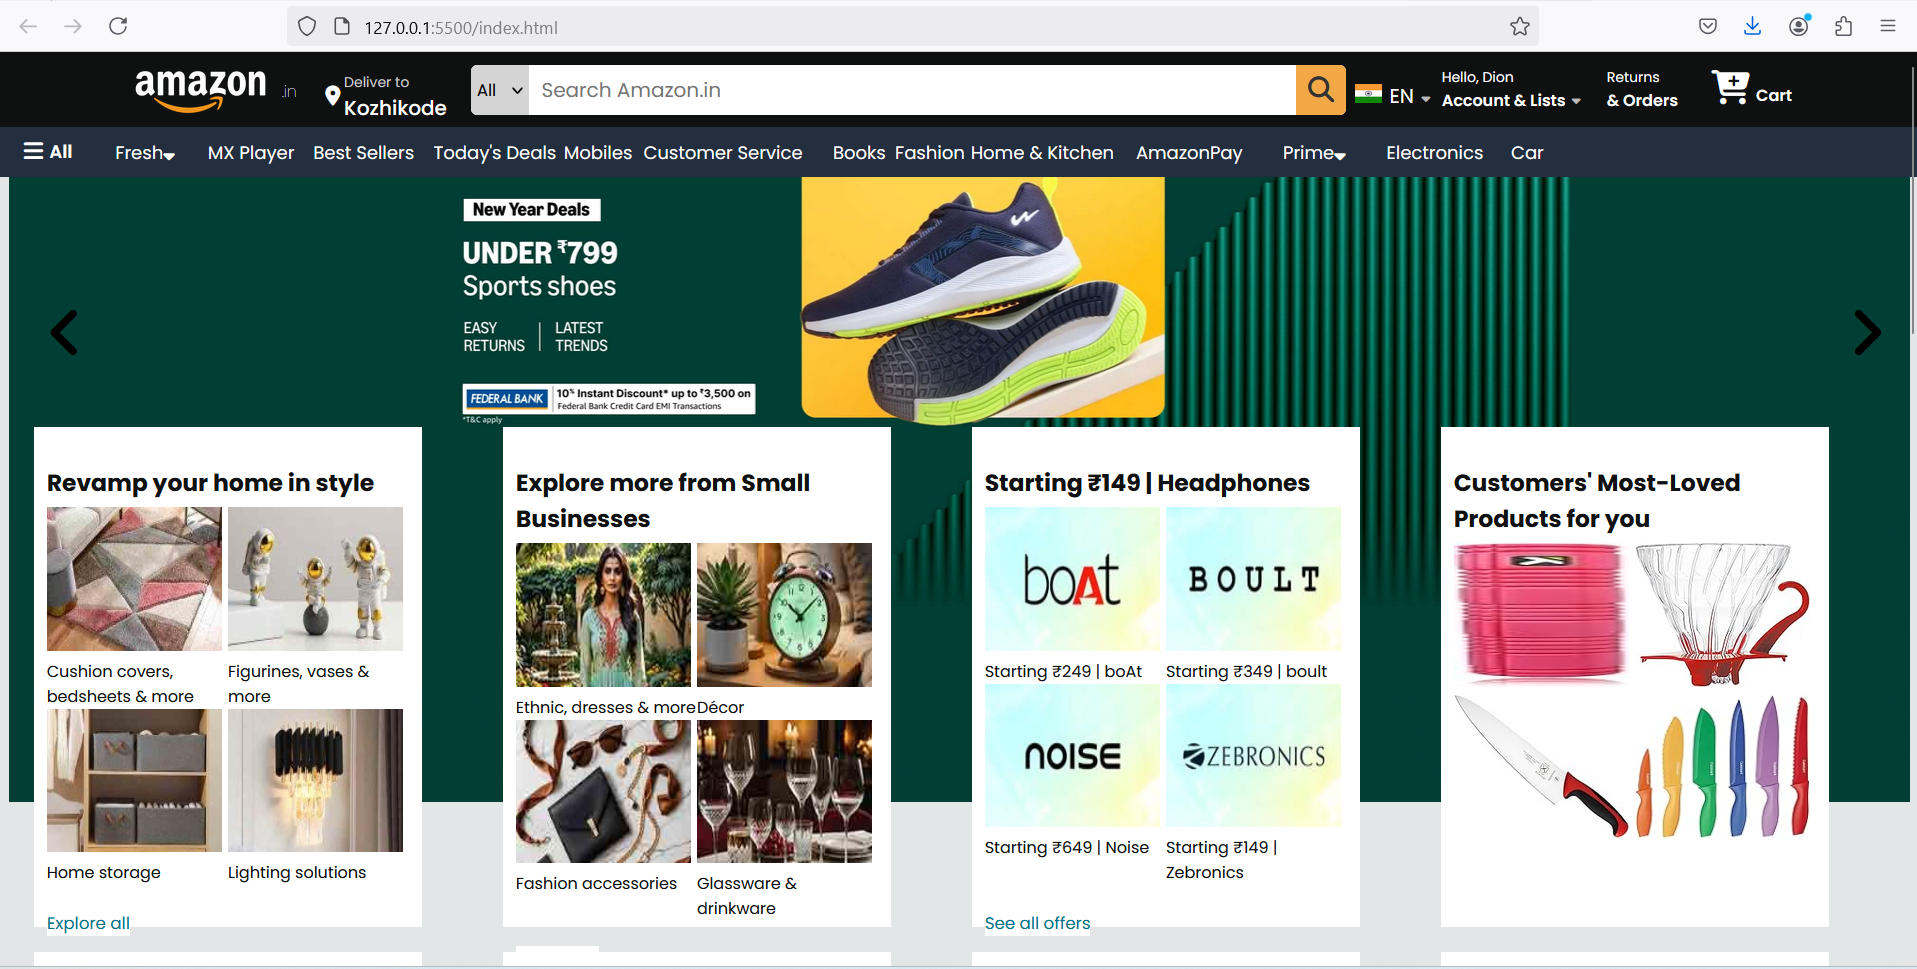 127.0.0.1:5500/index.html
amazon .in
Deliver to
Kozhikode
All
Search Amazon.in
EN
Hello, Dion
Account & Lists
Returns
& Orders
Cart
All Fresh MX Player Best Sellers Today's Deals Mobiles Customer Service Books Fashion Home & Kitchen AmazonPay Prime Electronics Car
New Year Deals
UNDER ₹799
Sports shoes
EASY
RETURNS
LATEST
TRENDS
FEDERAL BANK
10% Instant Discount* up to ₹3,500 on
Federal Bank Credit Card EMI Transactions
*T&C apply
Revamp your home in style
Cushion covers,
bedsheets & more
Figurines, vases &
more
Home storage
Lighting solutions
Explore all
Explore more from Small
Businesses
Ethnic, dresses & more
Décor
Fashion accessories
Glassware &
drinkware
Starting ₹149 | Headphones
boAt
BOULT
Starting ₹249 | boAt
Starting ₹349 | boult
NOISE
ZEBRONICS
Starting ₹649 | Noise
Starting ₹149 |
Zebronics
See all offers
Customers' Most-Loved
Products for you